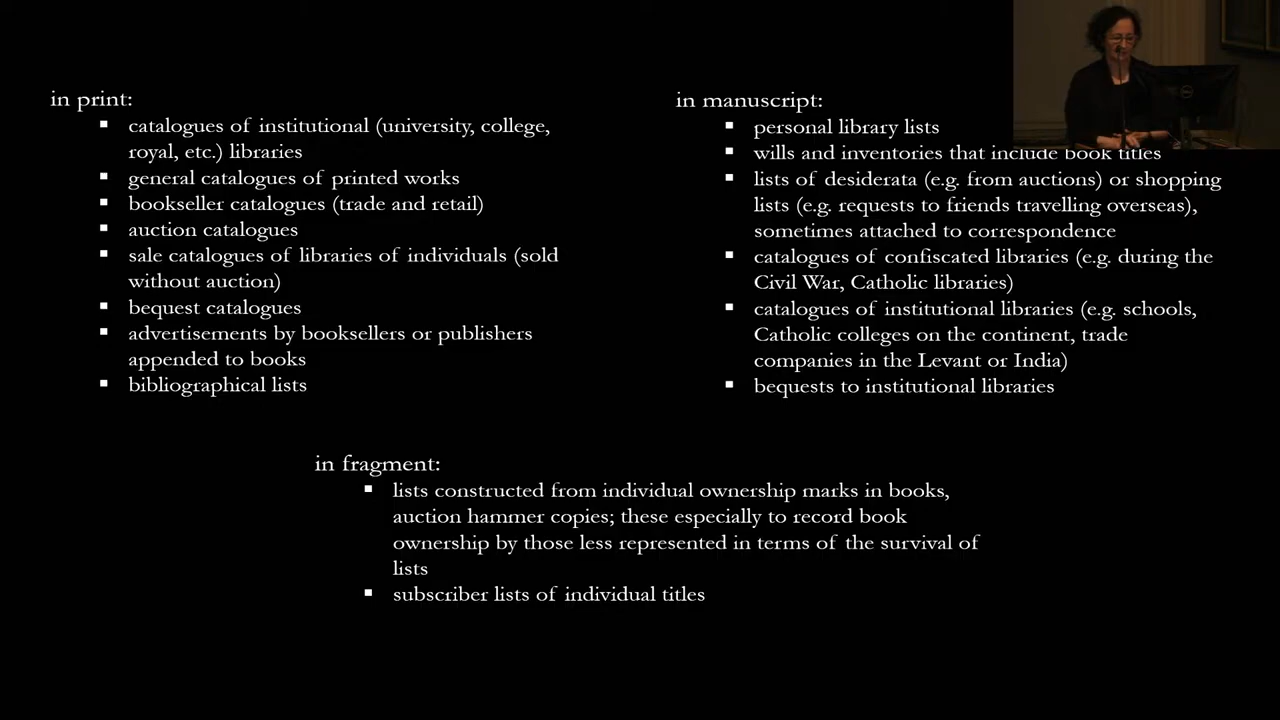 in print:
▪ catalogues of institutional (university, college,
royal, etc.) libraries
▪ general catalogues of printed works
▪ bookseller catalogues (trade and retail)
▪ auction catalogues
▪ sale catalogues of libraries of individuals (sold
without auction)
▪ bequest catalogues
▪ advertisements by booksellers or publishers
appended to books
▪ bibliographical lists
in manuscript:
▪ personal library lists
▪ wills and inventories that include book titles
▪ lists of desiderata (e.g. from auctions) or shopping
lists (e.g. requests to friends travelling overseas),
sometimes attached to correspondence
▪ catalogues of confiscated libraries (e.g. during the
Civil War, Catholic libraries)
▪ catalogues of institutional libraries (e.g. schools,
Catholic colleges on the continent, trade
companies in the Levant or India)
▪ bequests to institutional libraries
in fragment:
▪ lists constructed from individual ownership marks in books,
auction hammer copies; these especially to record book
ownership by those less represented in terms of the survival of
lists
▪ subscriber lists of individual titles